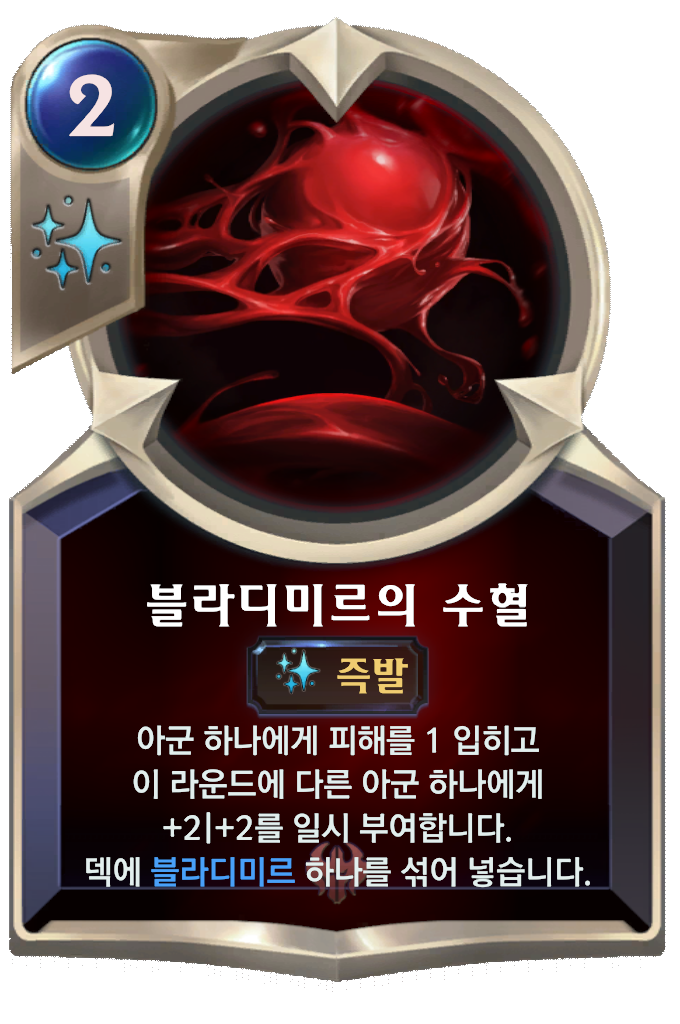 2
블라디미르의 수혈
즉발
아군 하나에게 피해를 1 입히고
이 라운드에 다른 아군 하나에게
+2|+2를 일시 부여합니다.
덱에 블라디미르 하나를 섞어 넣습니다.